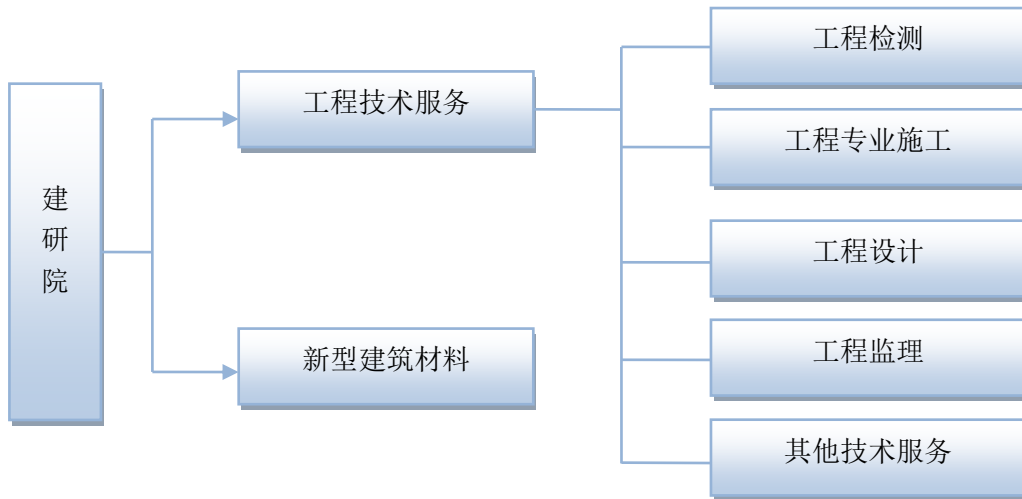 建
研
院
工程技术服务
新型建筑材料
工程检测
工程专业施工
工程设计
工程监理
其他技术服务